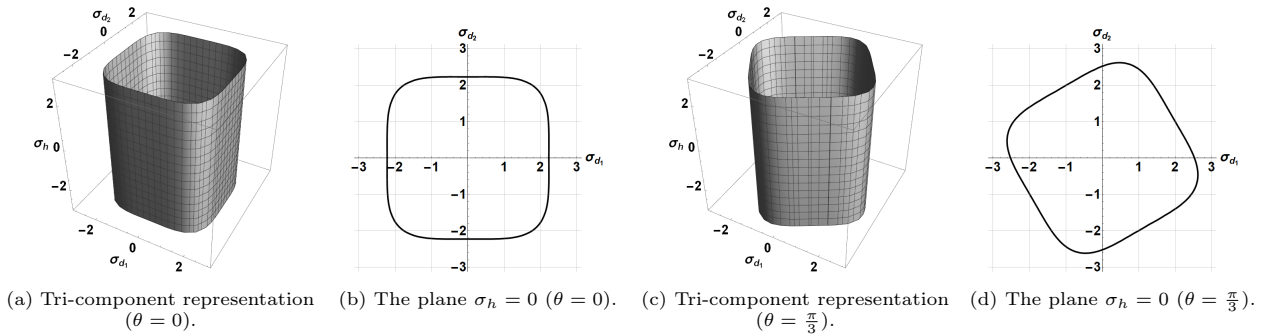 σd₂ 2
0
−2
2
σh 0
−2
−2
0
σd₁
2
σd₂
3
2
1
−3 −2 −1 1 2 3 σd₁
−1
−2
−3
σd₂ 2
0
−2
2
σh 0
−2
−2
0
σd₁
2
σd₂
3
2
1
−3 −2 −1 1 2 3 σd₁
−1
−2
−3
(a) Tri-component representation
(θ = 0).
(b) The plane σh = 0 (θ = 0).
(c) Tri-component representation
(θ = π/3).
(d) The plane σh = 0 (θ = π/3).